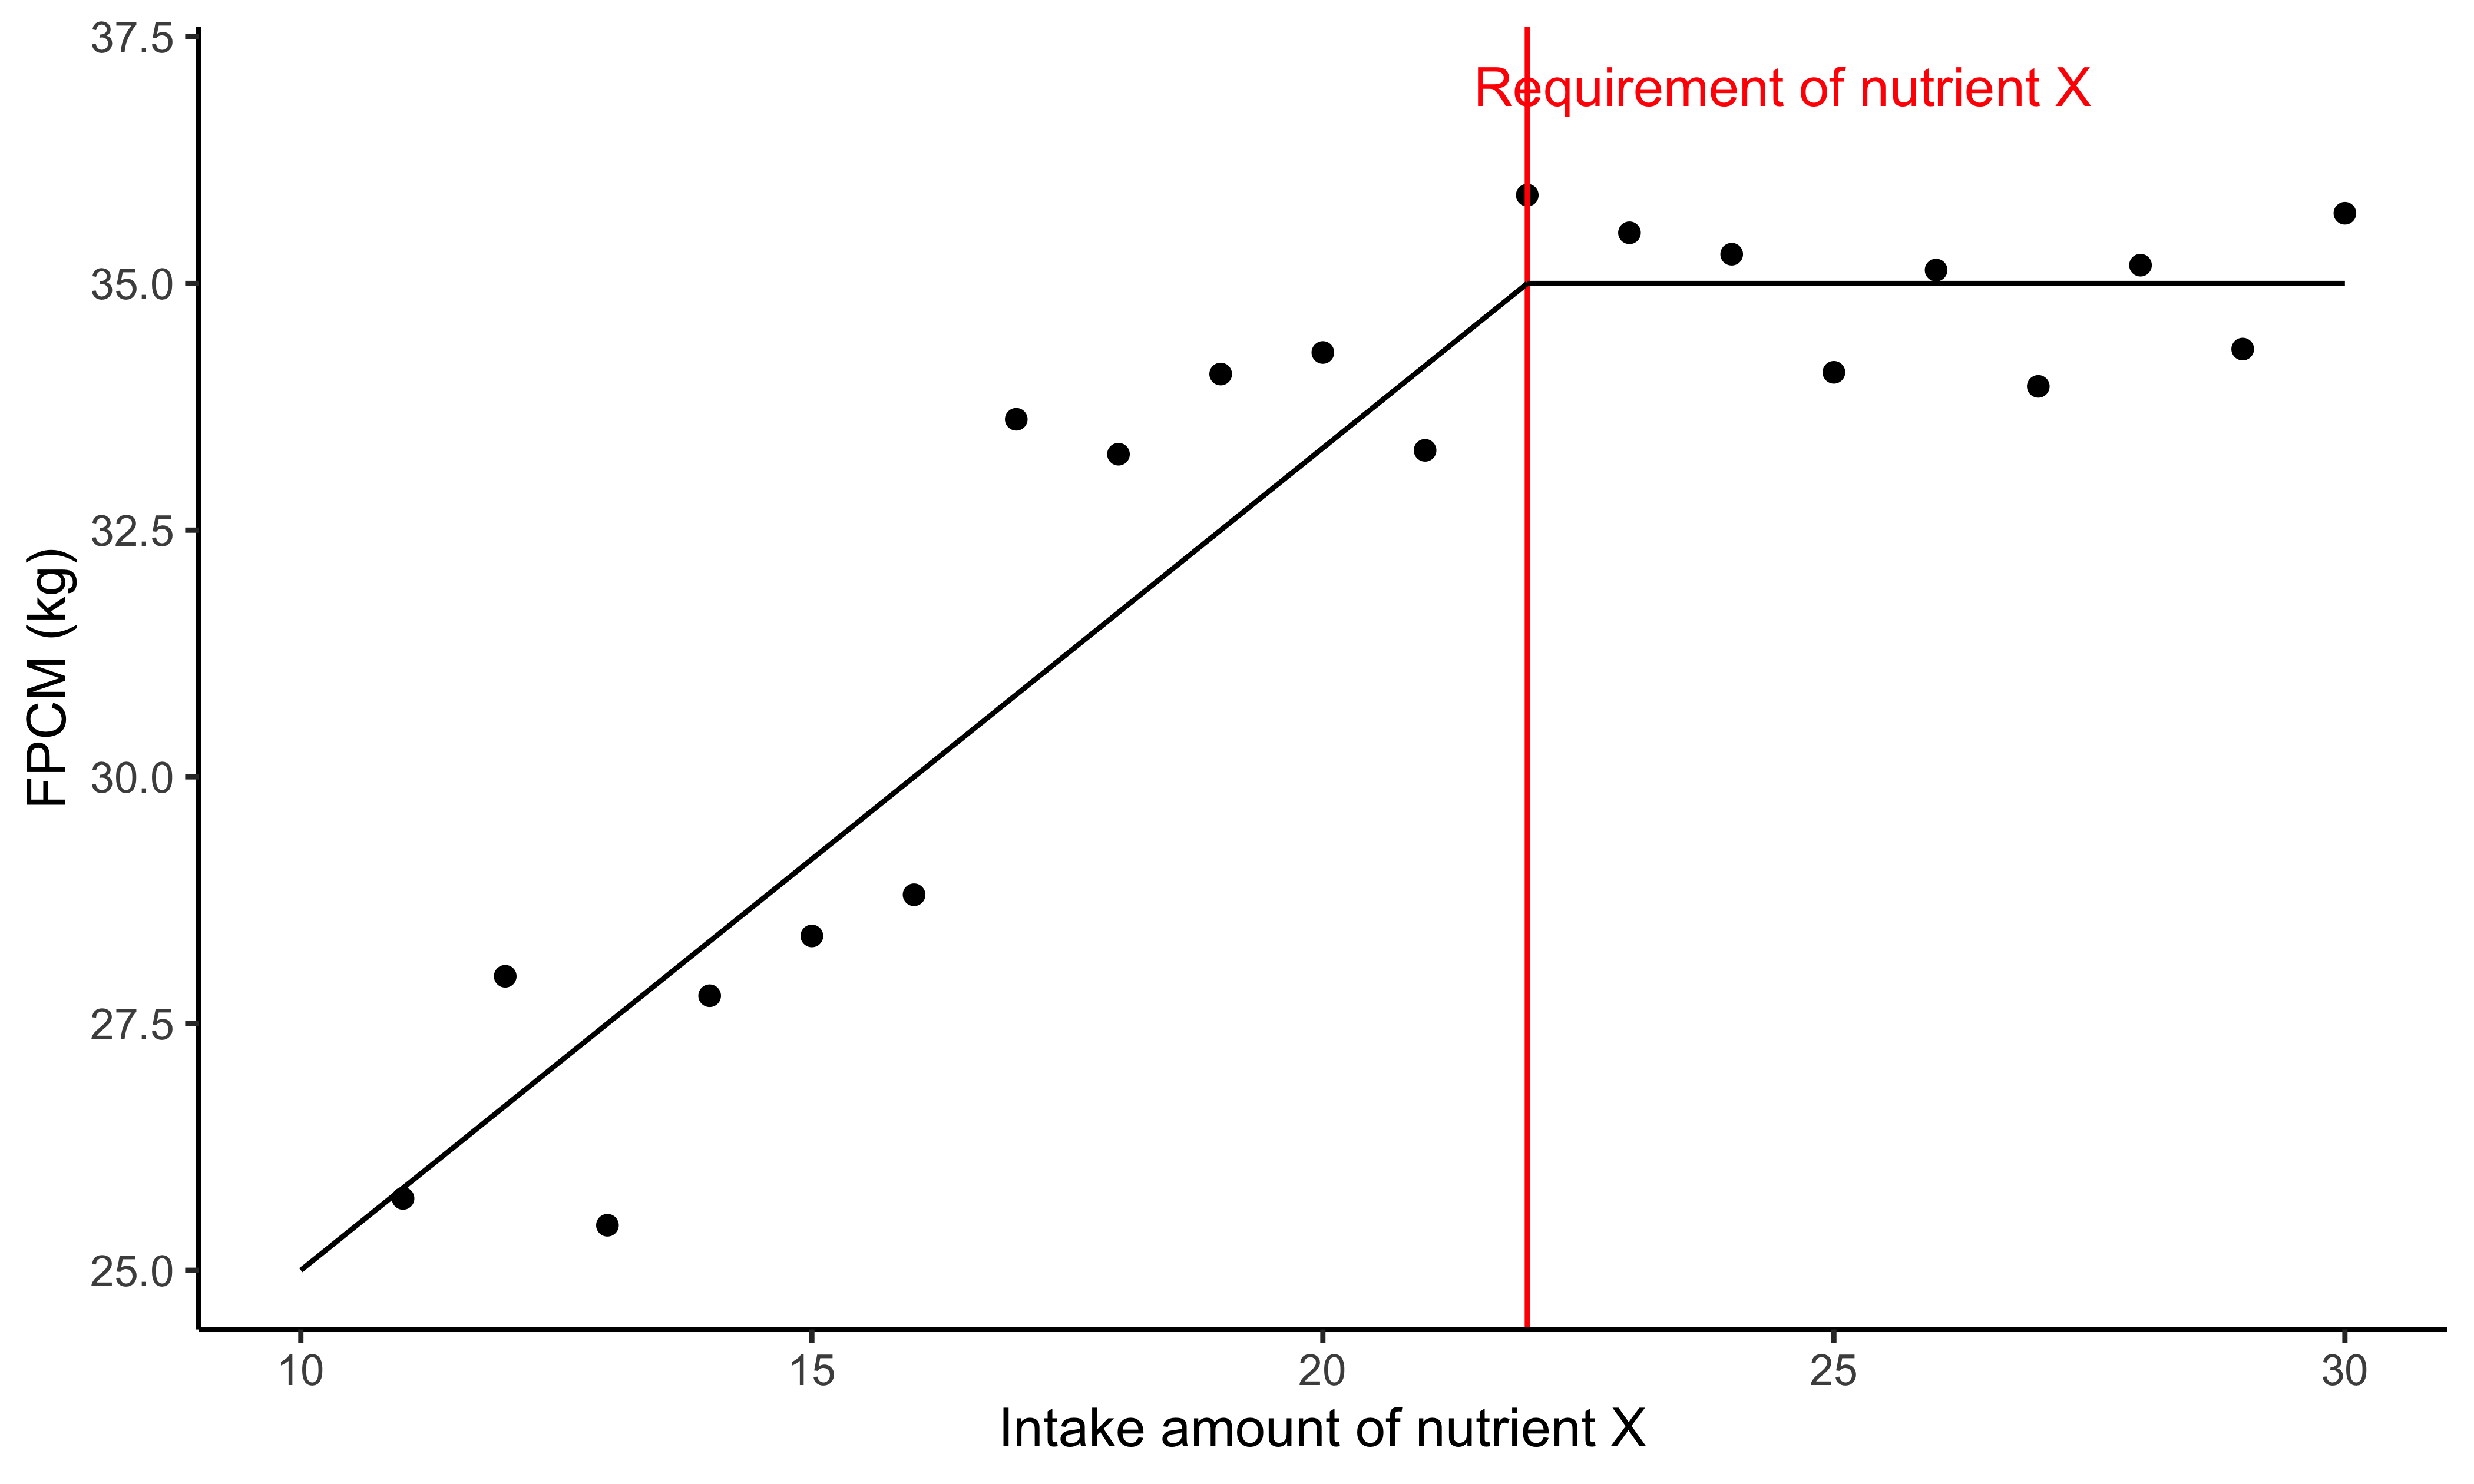 37.5
Requirement of nutrient X
35.0
32.5
30.0
27.5
25.0
FPCM (kg)
10 15 20 25 30
Intake amount of nutrient X